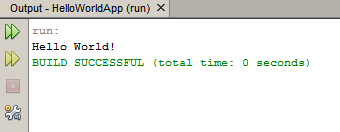 Output - HelloWorldApp (run)
run:
Hello World!
BUILD SUCCESSFUL (total time: 0 seconds)